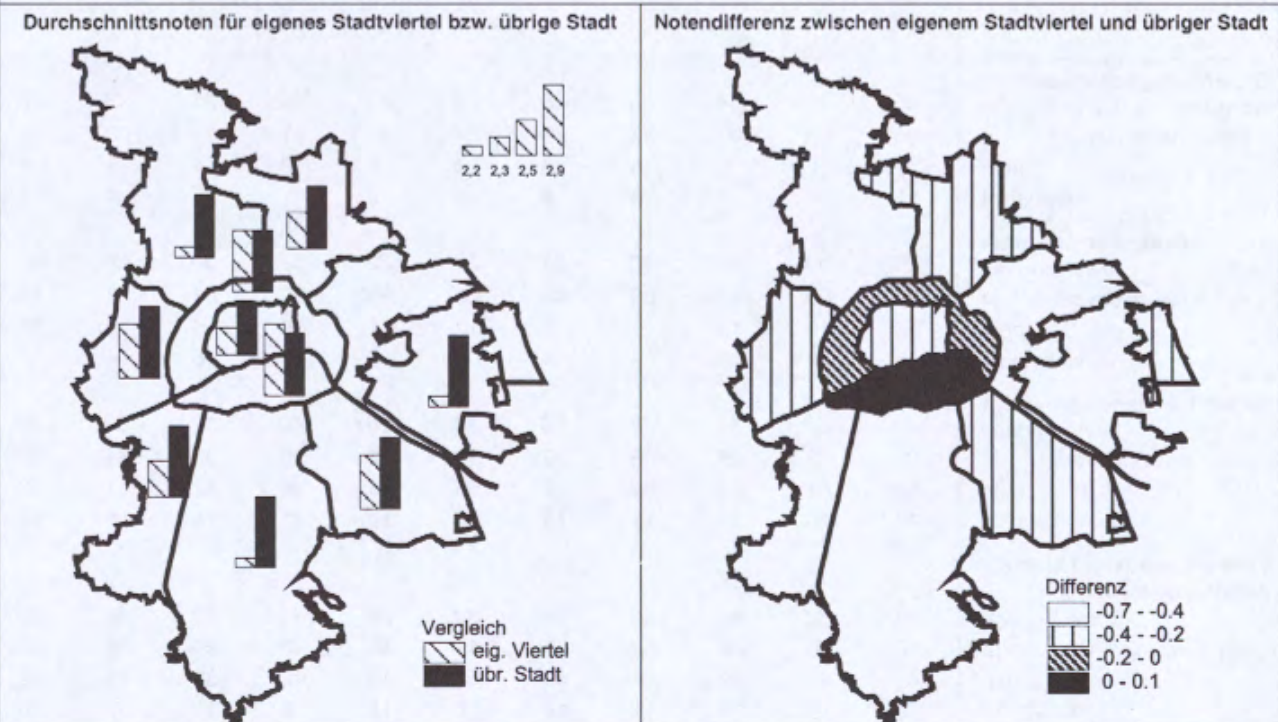 Durchschnittsnoten für eigenes Stadtviertel bzw. übrige Stadt
2,2 2,3 2,5 2,9
Vergleich
eig. Viertel
übr. Stadt
Notendifferenz zwischen eigenem Stadtviertel und übriger Stadt
Differenz
-0.7 - -0.4
-0.4 - -0.2
-0.2 - 0
0 - 0.1